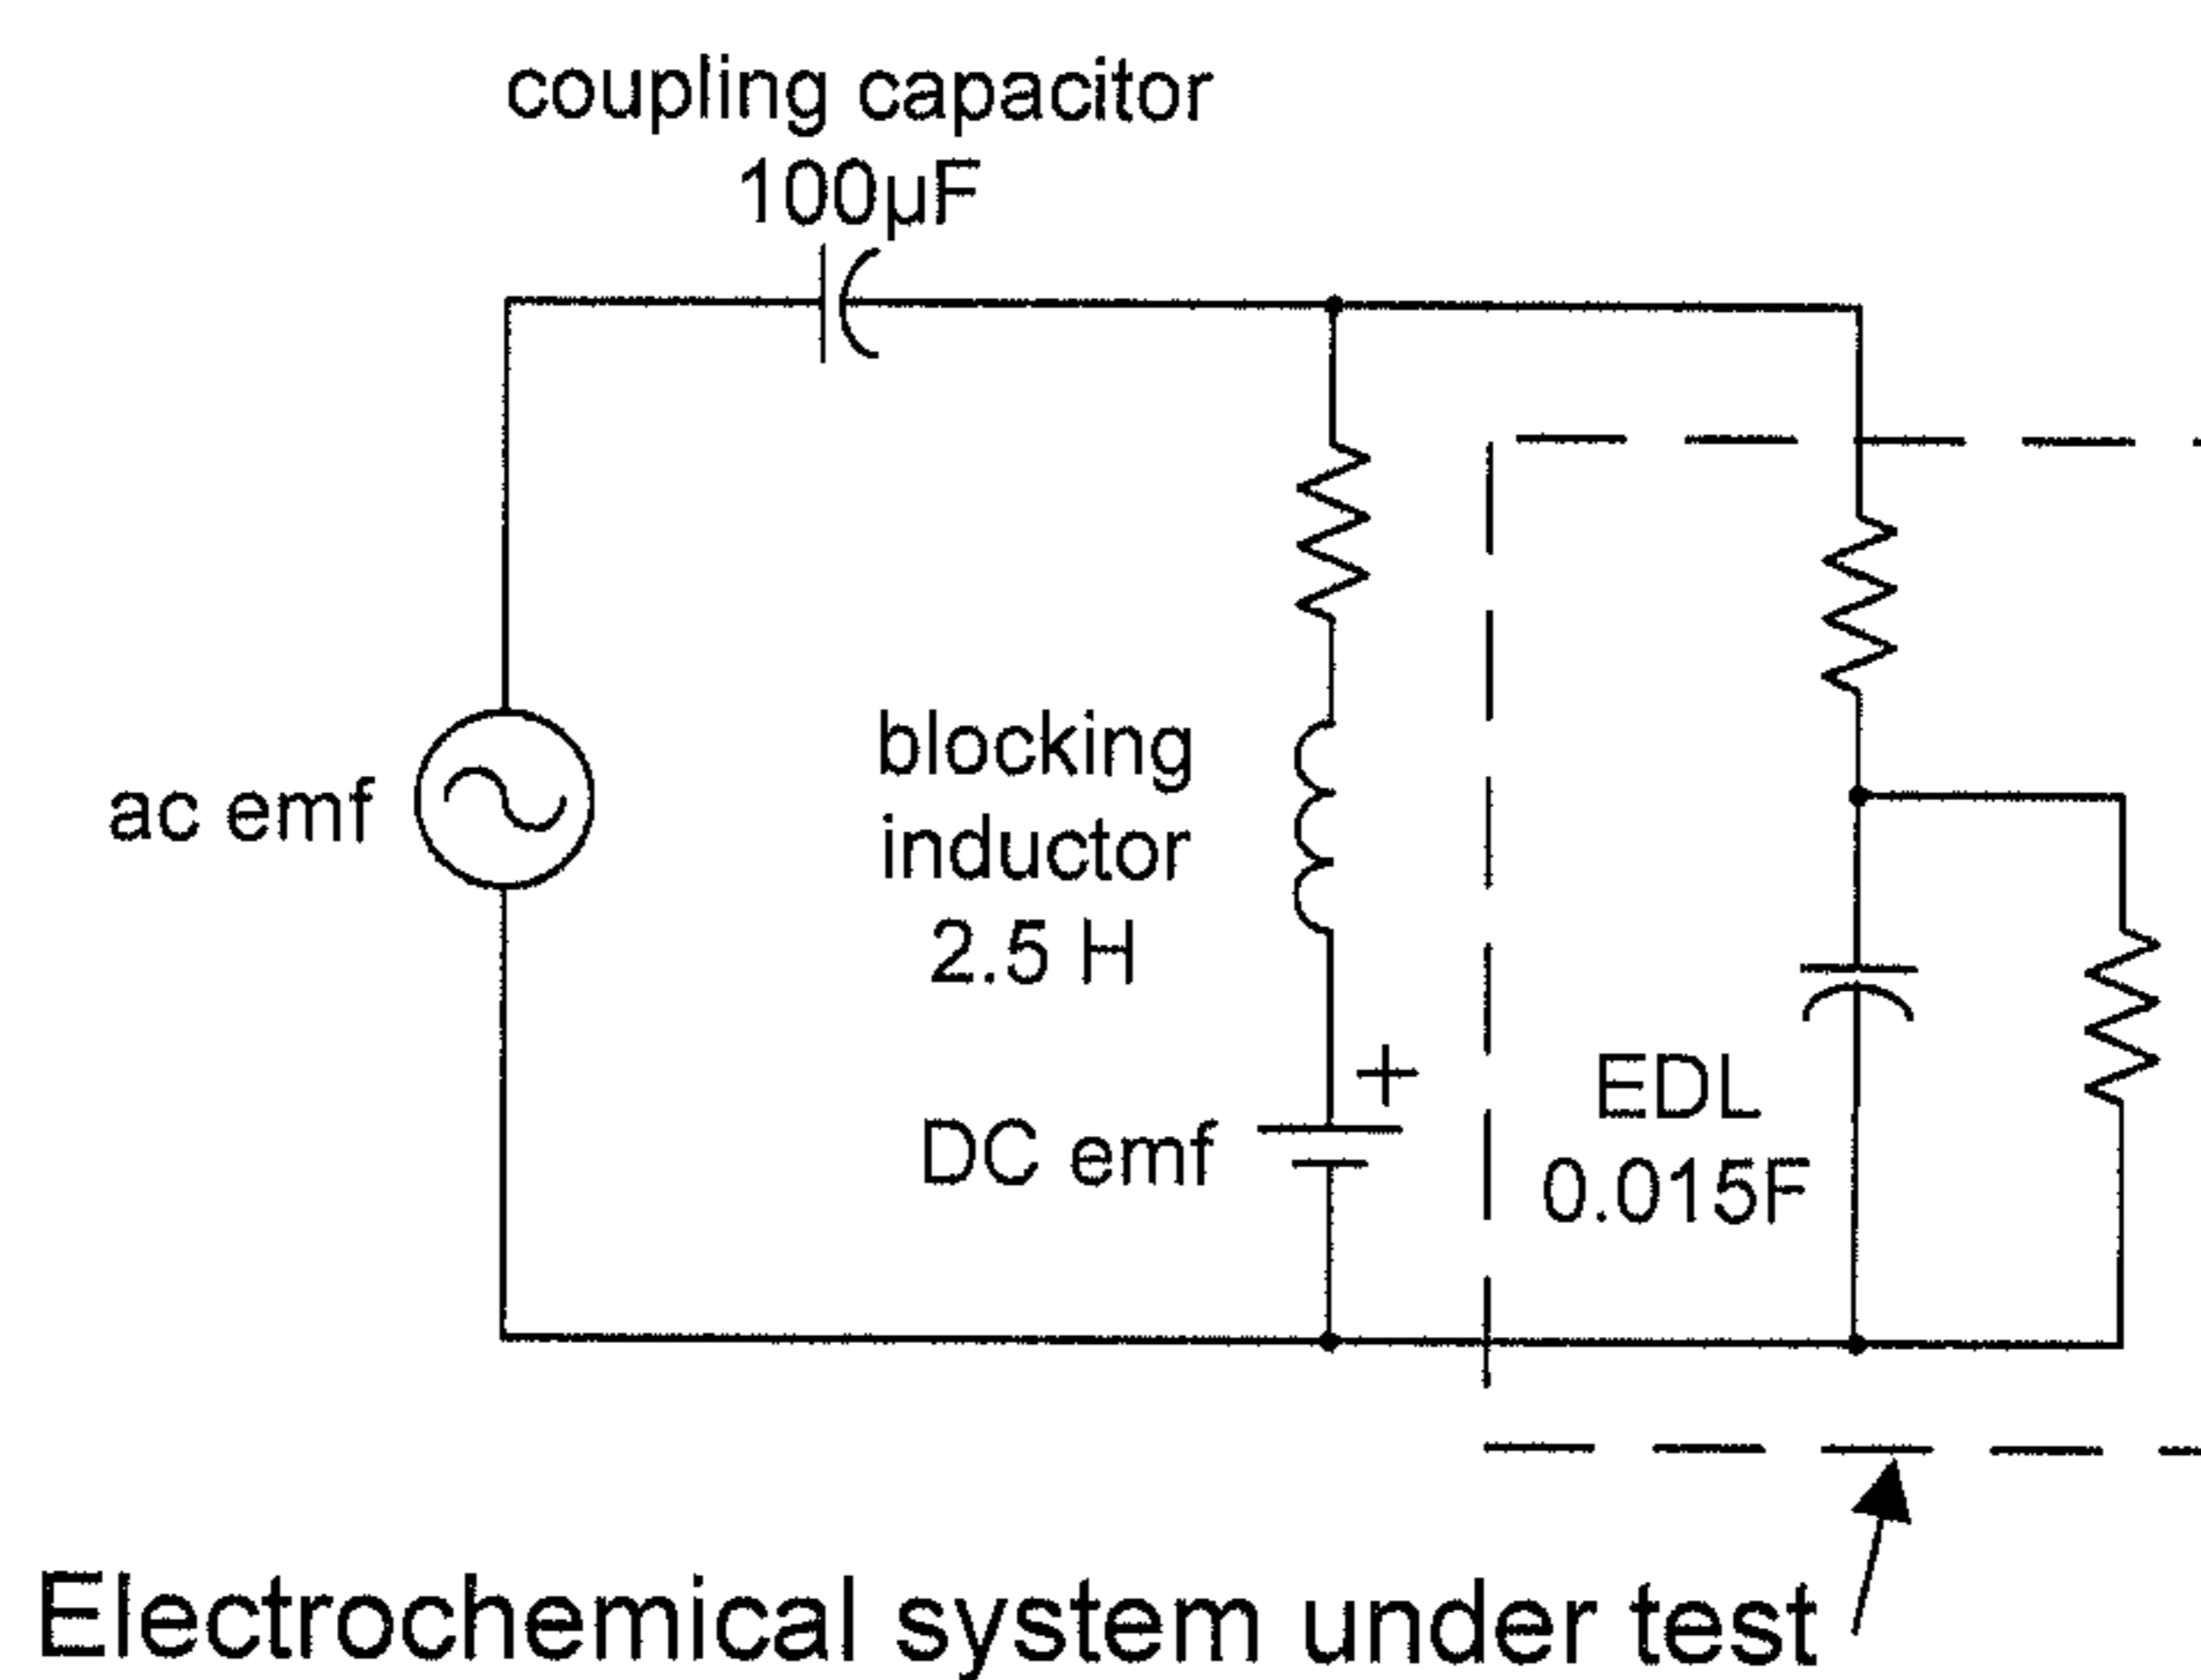 coupling capacitor
100µF
ac emf
blocking
inductor
2.5 H
+
DC emf
EDL
0.015F
Electrochemical system under test